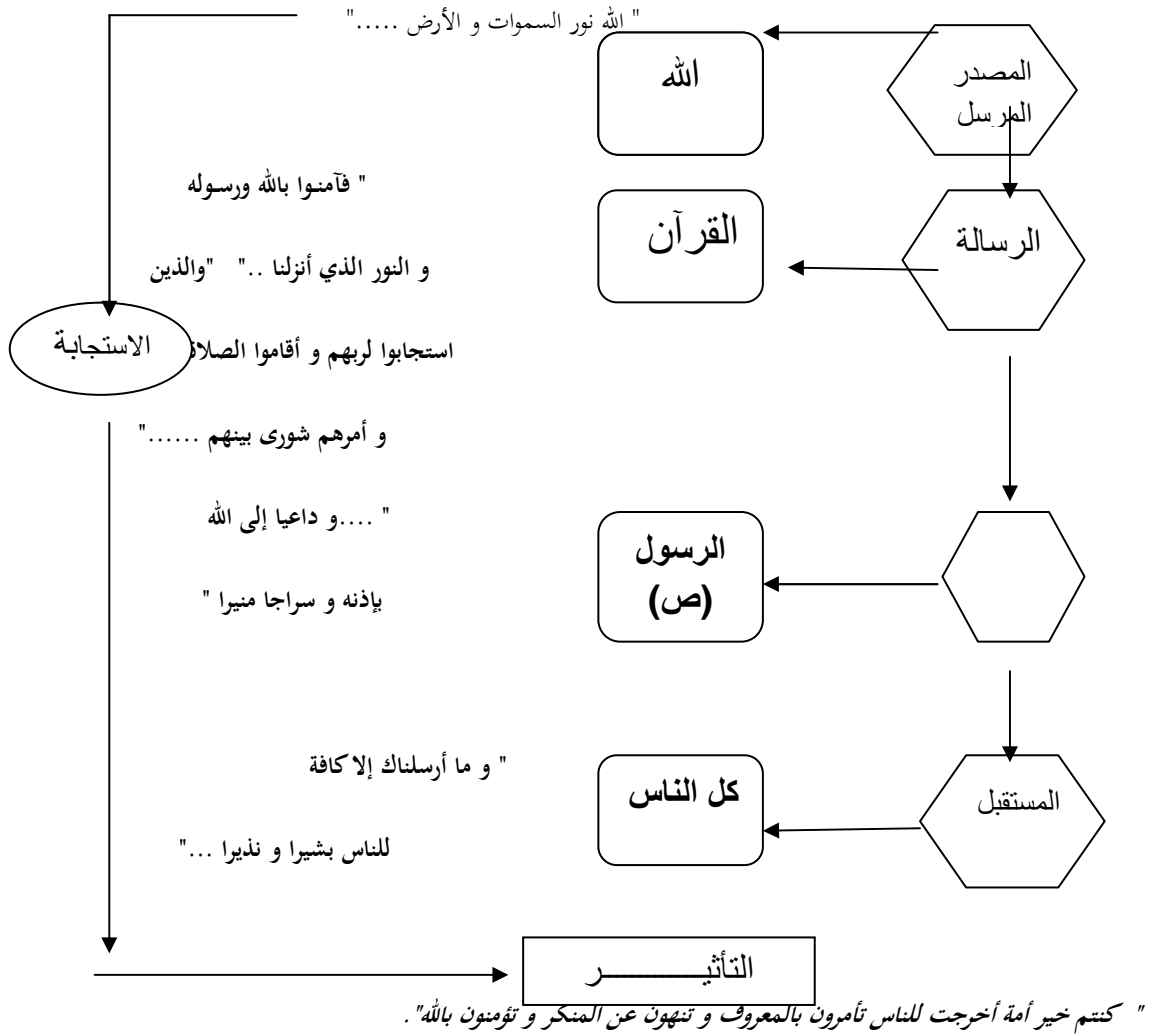 " الله نور السموات و الأرض ....."
المصدر
المرسل
الله
" فآمنوا بالله ورسوله
الرسالة
القرآن
و النور الذي أنزلنا .." "والذين
الاستجابة
استجابوا لربهم و أقاموا الصلاة
و أمرهم شورى بينهم ......"
" ....و داعيا إلى الله
الرسول
(ص)
بإذنه و سراجا منيرا "
" و ما أرسلناك إلا كافة
المستقبل
كل الناس
للناس بشيرا و نذيرا ..."
التأثيـــــــــــــر
" كنتم خير أمة أخرجت للناس تأمرون بالمعروف و تنهون عن المنكر و تؤمنون بالله".